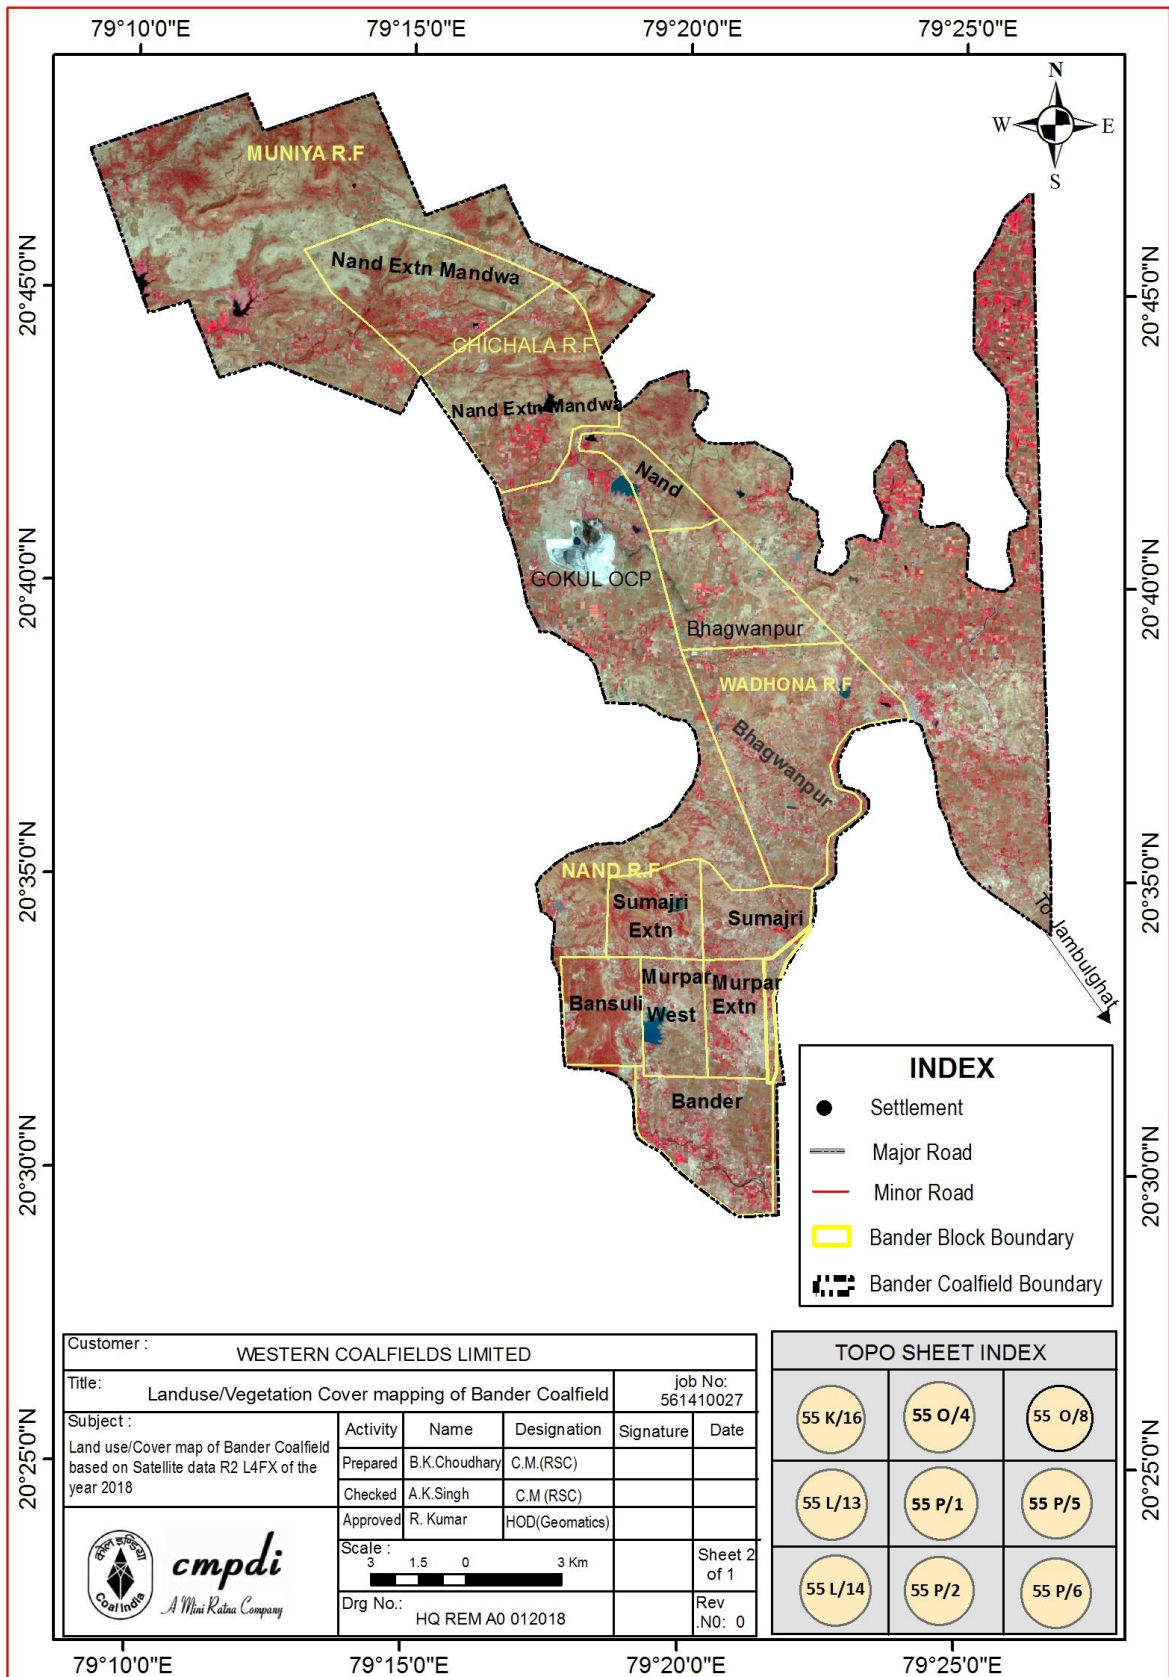 79°10'0"E
79°15'0"E
79°20'0"E
79°25'0"E
N
W
E
S
MUNIYA R.F
Nand Extn Mandwa
20°45'0"N
20°45'0"N
CHICHALA R.F
Nand Extn Mandwa
Nand
20°40'0"N
GOKUL OCP
20°40'0"N
Bhagwanpur
WADHONA R.F
Bhagwanpur
20°35'0"N
NAND R.F
20°35'0"N
Sumajri
Extn
Sumajri
To Jambulghat
Murpar
West
Murpar
Extn
Bansuli
Bander
20°30'0"N
20°30'0"N
INDEX
Settlement
Major Road
Minor Road
Bander Block Boundary
Bander Coalfield Boundary
Customer :
WESTERN COALFIELDS LIMITED
Title:
Landuse/Vegetation Cover mapping of Bander Coalfield
job No:
561410027
Subject :
Land use/Cover map of Bander Coalfield
based on Satellite data R2 L4FX of the
year 2018
Activity Name Designation Signature Date
Prepared B.K.Choudhary C.M.(RSC)
Checked A.K.Singh C.M (RSC)
Approved R. Kumar HOD(Geomatics)
Scale :
3 1.5 0 3 Km
Sheet 2
of 1
Drg No.:
HQ REM A0 012018
Rev
.N0: 0
कोल इण्डिया
Coal India
cmpdi
A Mini Ratna Company
TOPO SHEET INDEX
55 K/16 55 O/4 55 O/8
55 L/13 55 P/1 55 P/5
55 L/14 55 P/2 55 P/6
20°25'0"N
20°25'0"N
79°10'0"E
79°15'0"E
79°20'0"E
79°25'0"E